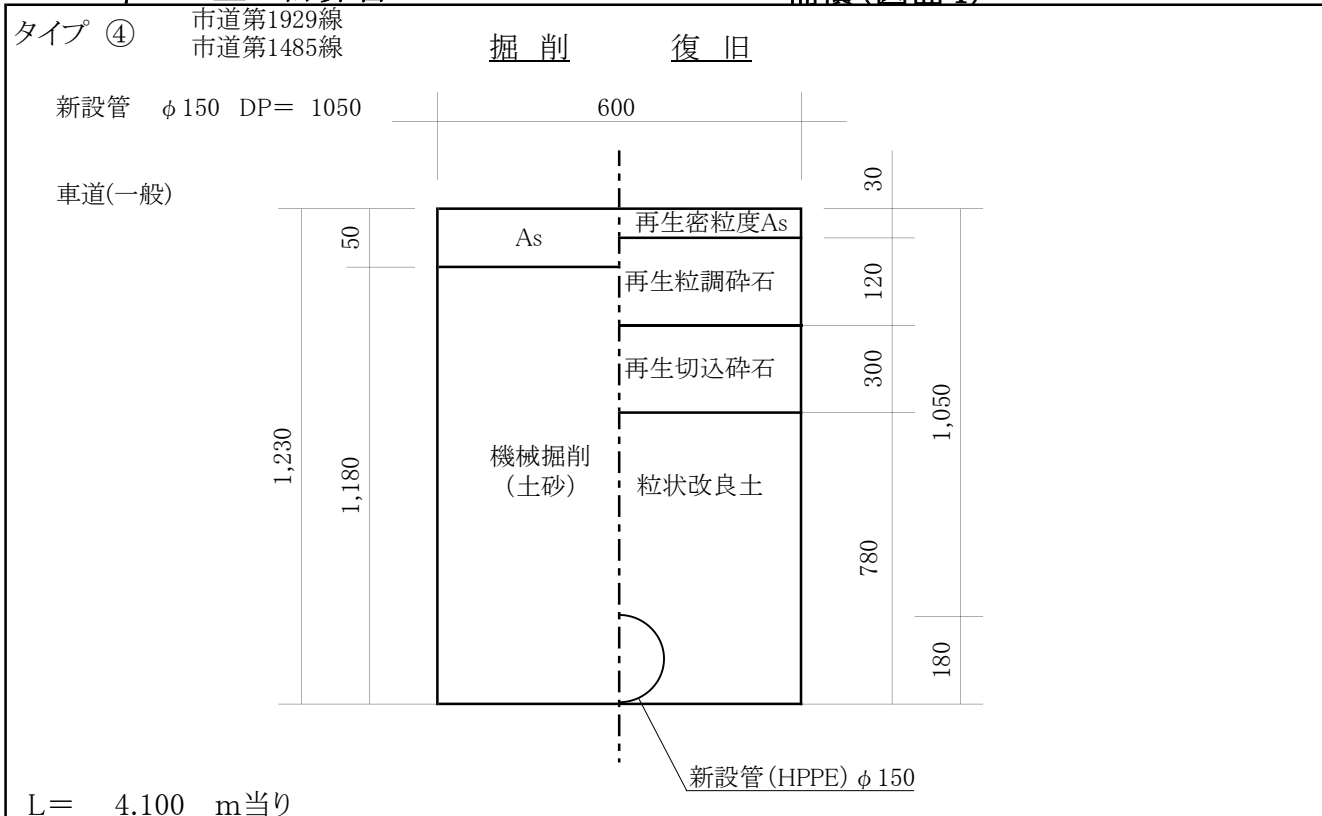 タイプ ④
市道第1929線
市道第1485線
掘 削 復 旧
新設管 φ150 DP＝ 1050
600
車道(一般)
30
50
As
再生密粒度As
再生粒調砕石
120
再生切込砕石
300
1,050
1,230
1,180
機械掘削
(土砂)
粒状改良土
780
180
新設管(HPPE)φ150
L＝ 4.100 m当り